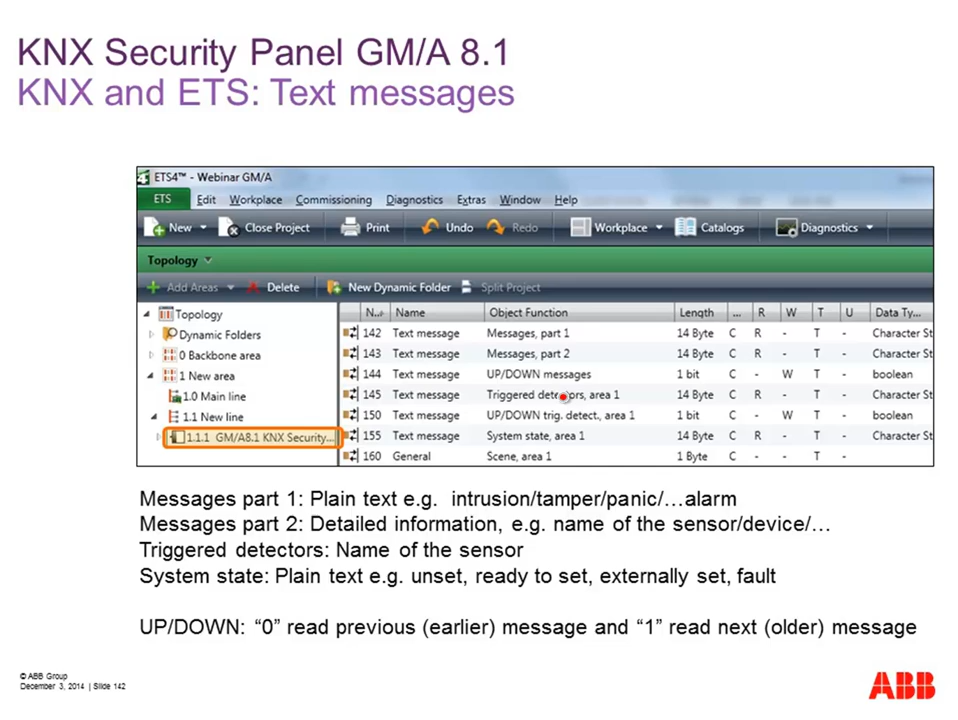 KNX Security Panel GM/A 8.1
KNX and ETS: Text messages
ETS4™ - Webinar GM/A
ETS Edit Workplace Commissioning Diagnostics Extras Window Help
New Close Project Print Undo Redo Workplace Catalogs Diagnostics
Topology
Add Areas Delete New Dynamic Folder Split Project
Topology
Dynamic Folders
0 Backbone area
1 New area
1.0 Main line
1.1 New line
1.1.1 GM/A8.1 KNX Security...
N... Name Object Function Length ... R W T U Data Ty...
142 Text message Messages, part 1 14 Byte C R - T - Character St
143 Text message Messages, part 2 14 Byte C R - T - Character St
144 Text message UP/DOWN messages 1 bit C - W T - boolean
145 Text message Triggered detectors, area 1 14 Byte C R - T - Character St
150 Text message UP/DOWN trig. detect., area 1 1 bit C - W T - boolean
155 Text message System state, area 1 14 Byte C R - T - Character St
160 General Scene, area 1 1 Byte C - - T -
Messages part 1: Plain text e.g. intrusion/tamper/panic/…alarm
Messages part 2: Detailed information, e.g. name of the sensor/device/…
Triggered detectors: Name of the sensor
System state: Plain text e.g. unset, ready to set, externally set, fault
UP/DOWN: “0” read previous (earlier) message and “1” read next (older) message
© ABB Group
December 3, 2014 | Slide 142
ABB